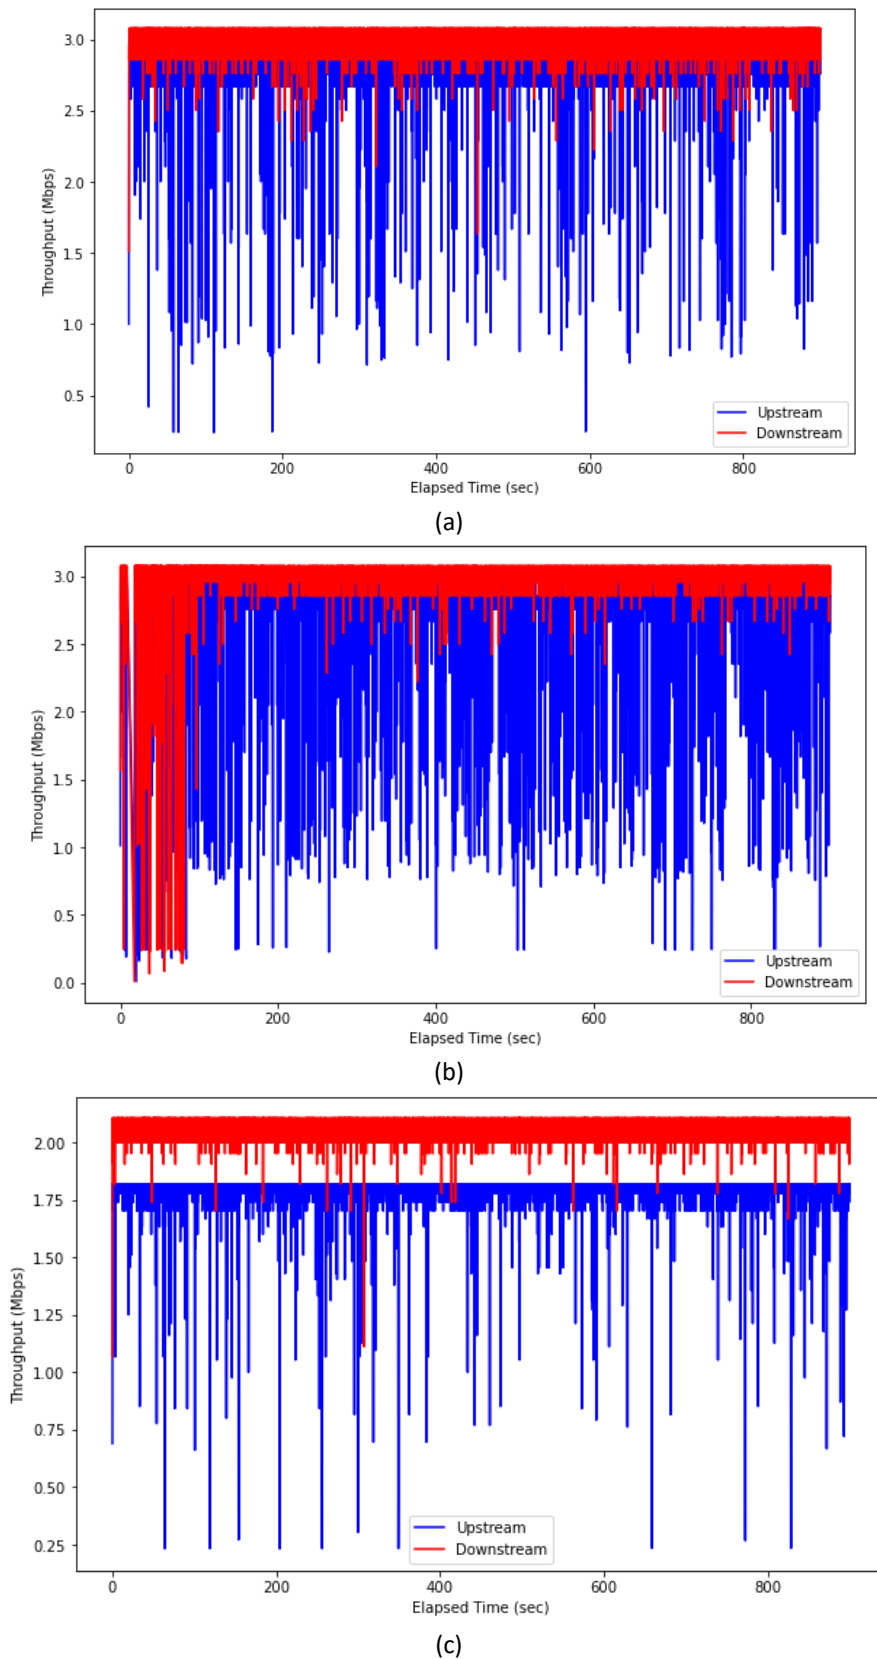 3.0
2.5
2.0
1.5
1.0
0.5
Throughput (Mbps)
Upstream
Downstream
0 200 400 600 800
Elapsed Time (sec)
(a)
3.0
2.5
2.0
1.5
1.0
0.5
0.0
Throughput (Mbps)
Upstream
Downstream
0 200 400 600 800
Elapsed Time (sec)
(b)
2.00
1.75
1.50
1.25
1.00
0.75
0.50
0.25
Throughput (Mbps)
Upstream
Downstream
0 200 400 600 800
Elapsed Time (sec)
(c)